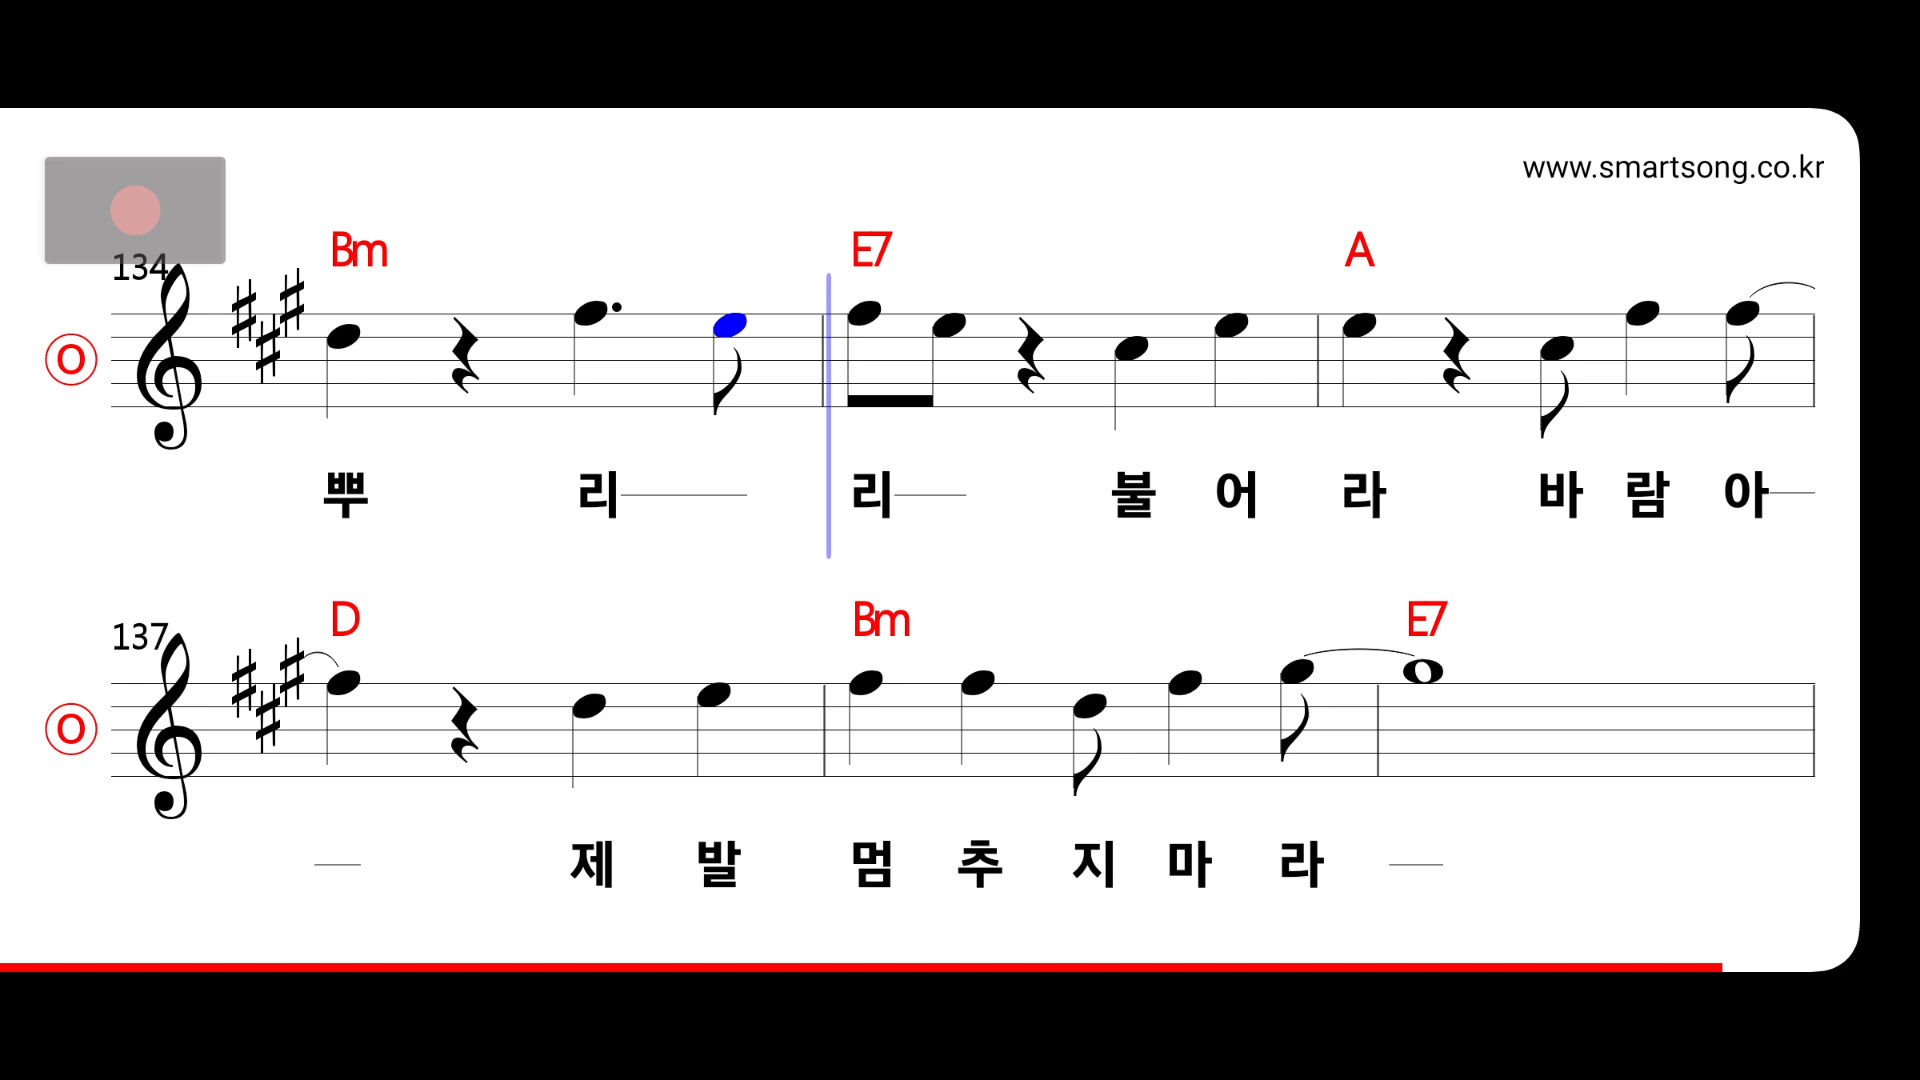 www.smartsong.co.kr
134 Bm E7 A
O
뿌 리 리 불 어 라 바 람 아
137 D Bm E7
O
제 발 멈 추 지 마 라